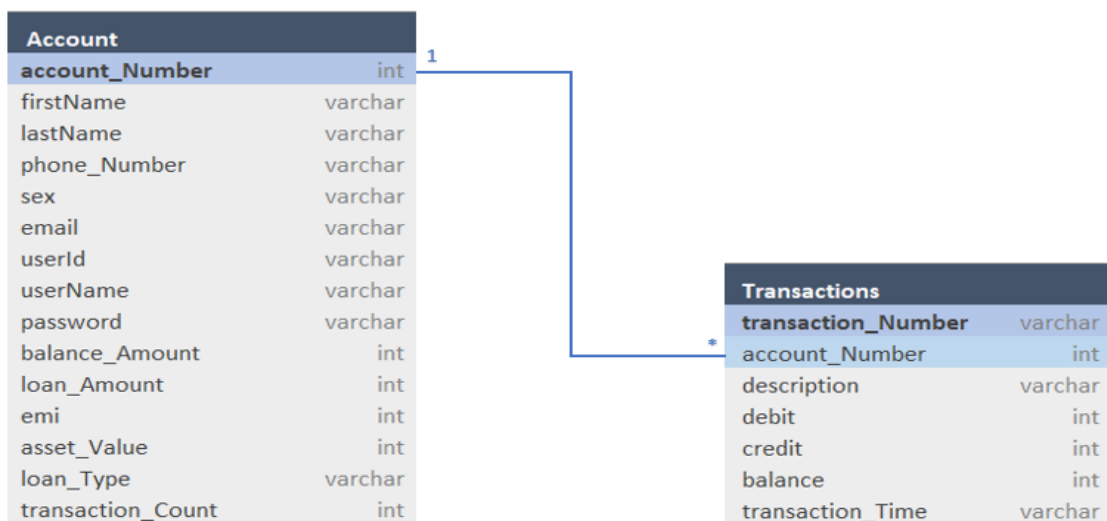 Account
account_Number int
firstName varchar
lastName varchar
phone_Number varchar
sex varchar
email varchar
userId varchar
userName varchar
password varchar
balance_Amount int
loan_Amount int
emi int
asset_Value int
loan_Type varchar
transaction_Count int
1
*
Transactions
transaction_Number varchar
account_Number int
description varchar
debit int
credit int
balance int
transaction_Time varchar